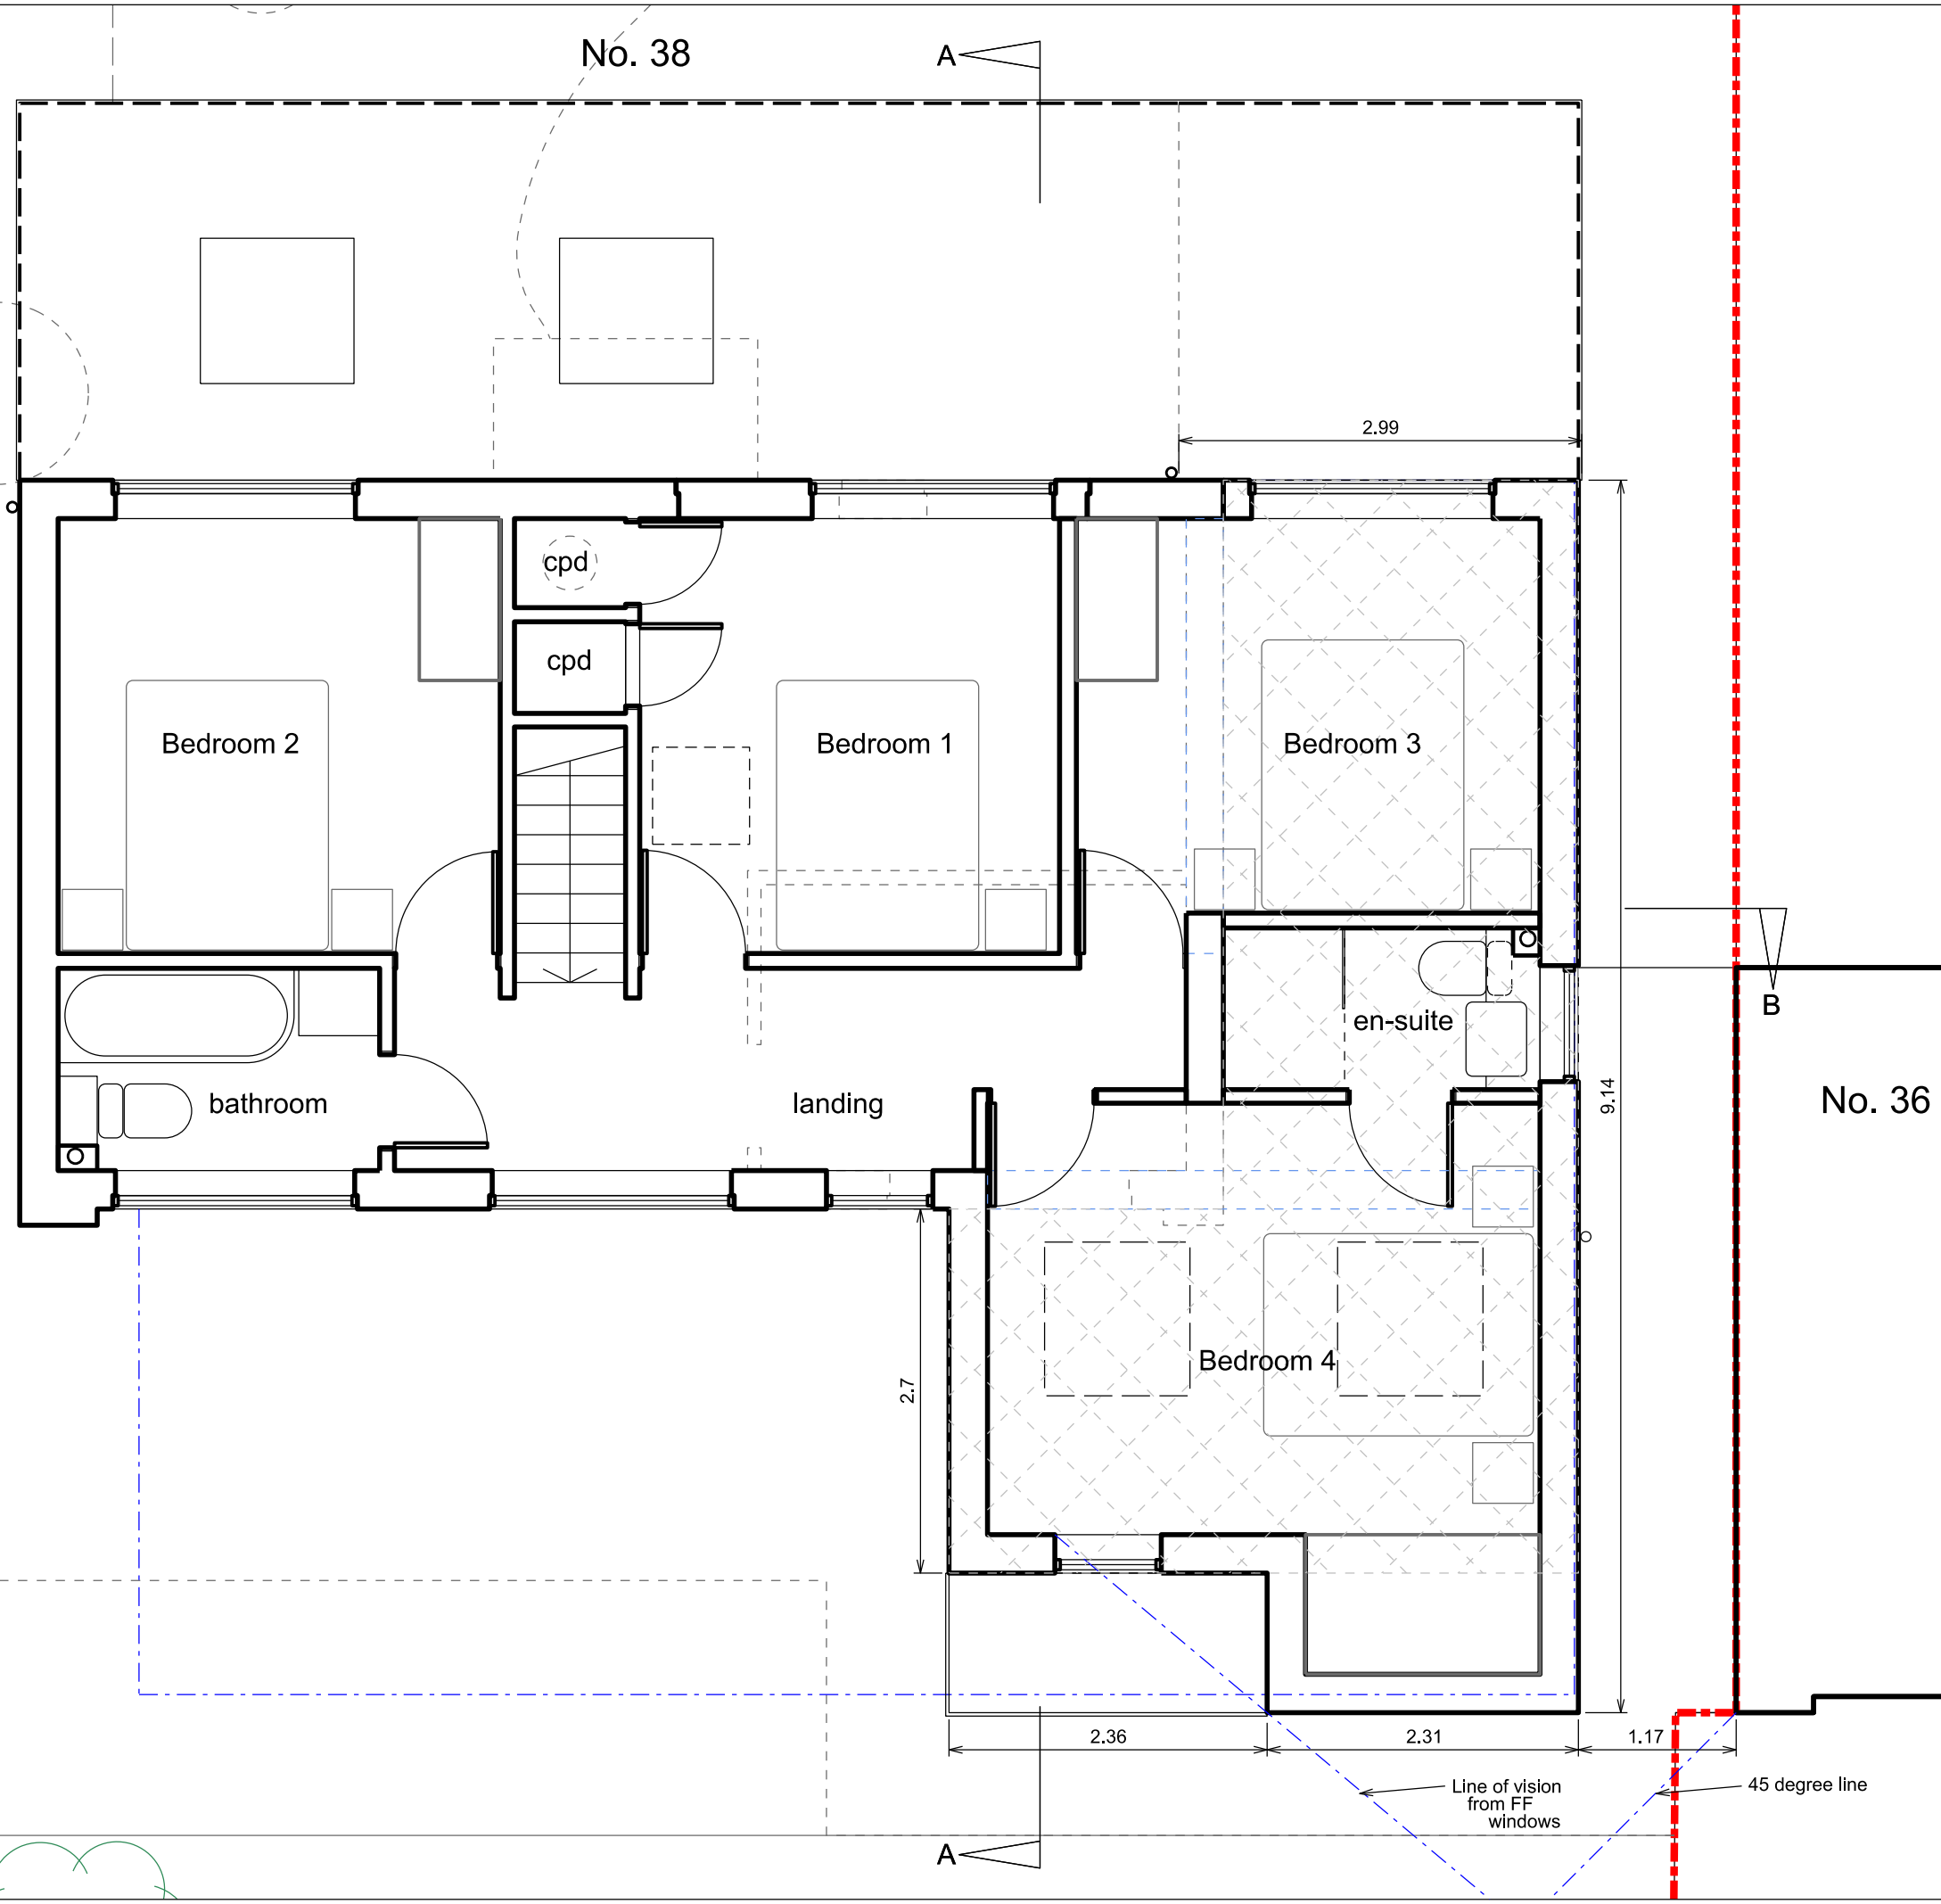 No. 38
A
2.99
cpd
cpd
Bedroom 2
Bedroom 1
Bedroom 3
B
en-suite
bathroom
landing
9.14
No. 36
Bedroom 4
2.7
2.36
2.31
1.17
Line of vision
from FF
windows
45 degree line
A